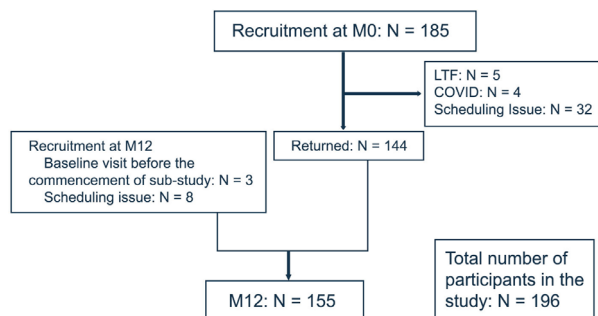 Recruitment at M0: N = 185
LTF: N = 5
COVID: N = 4
Scheduling Issue: N = 32
Recruitment at M12
Baseline visit before the
commencement of sub-study: N = 3
Scheduling issue: N = 8
Returned: N = 144
Total number of
participants in the
study: N = 196
M12: N = 155